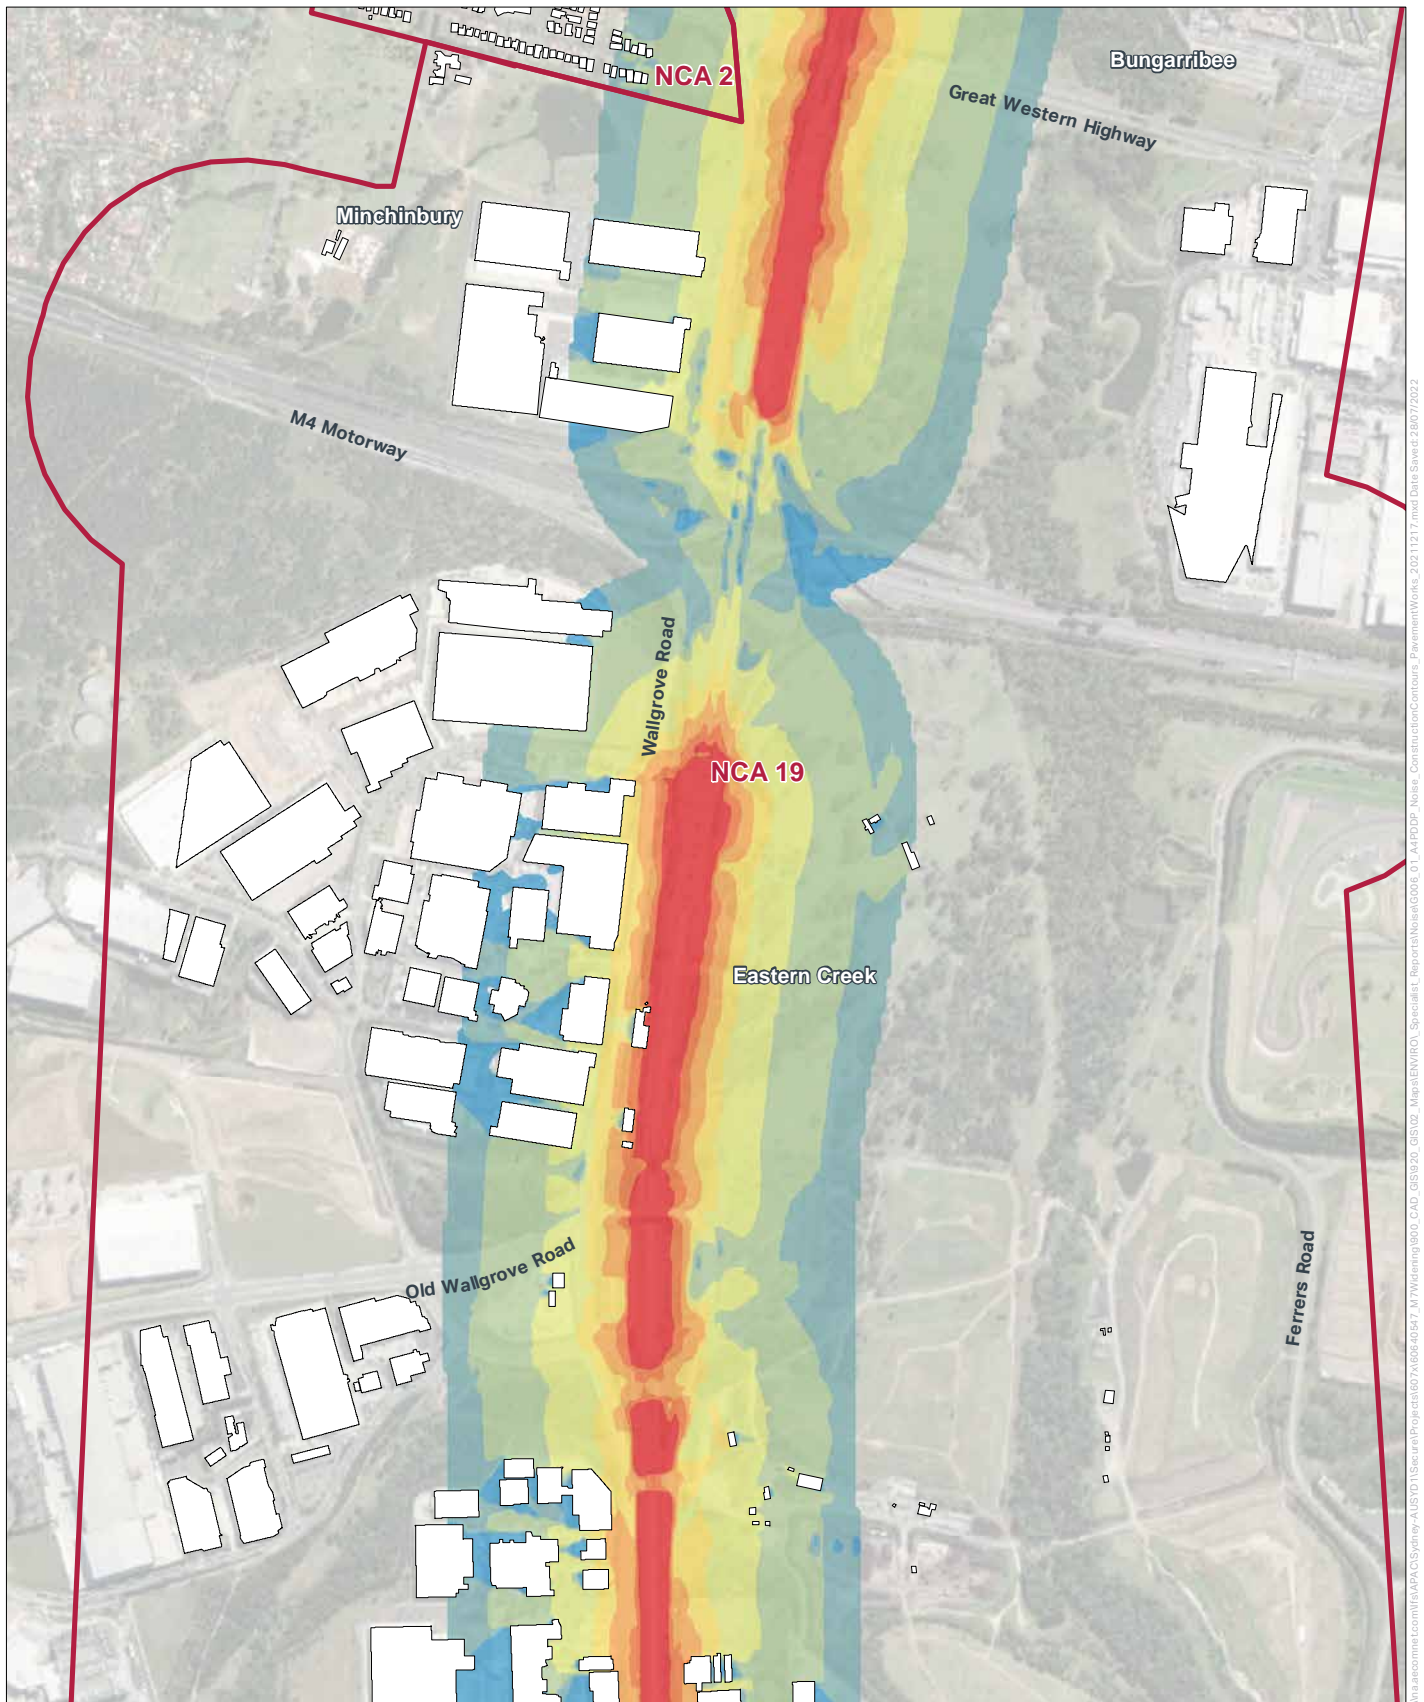 NCA 2
Bungarribee
Great Western Highway
Minchinbury
M4 Motorway
Wallgrove Road
NCA 19
Eastern Creek
Old Wallgrove Road
Ferrers Road